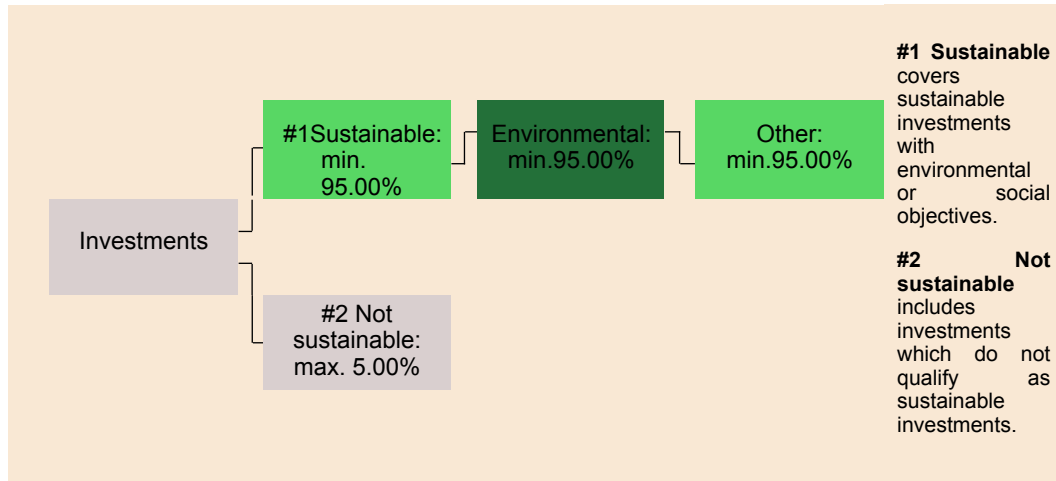 #1Sustainable:
min.
95.00%
Environmental:
min.95.00%
Other:
min.95.00%
Investments
#2 Not
sustainable:
max. 5.00%
#1 Sustainable
covers
sustainable
investments
with
environmental
or social
objectives.
#2 Not
sustainable
includes
investments
which do not
qualify as
sustainable
investments.